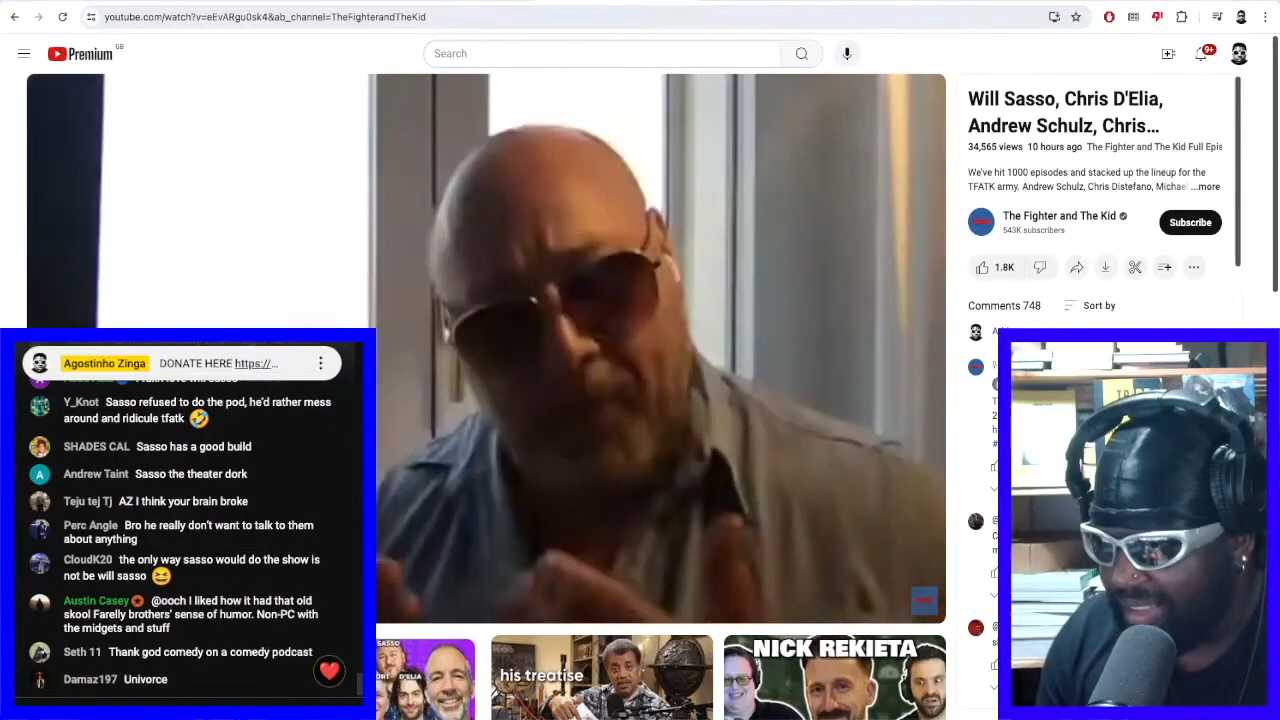 youtube.com/watch?v=eEvARgu0sk4&ab_channel=TheFighterandTheKid
Premium GB
Search
9+
Will Sasso, Chris D'Elia,
Andrew Schulz, Chris…
34,565 views 10 hours ago The Fighter and The Kid Full Epis
We've hit 1000 episodes and stacked up the lineup for the
TFATK army. Andrew Schulz, Chris Distefano, Michael ...more
The Fighter and The Kid
543K subscribers
Subscribe
1.8K
Comments 748 Sort by
Agostinho Zinga DONATE HERE https://...
Y_Knot Sasso refused to do the pod, he'd rather mess
around and ridicule tfatk 🤣
SHADES CAL Sasso has a good build
A Andrew Taint Sasso the theater dork
Teju tej Tj AZ I think your brain broke
Perc Angle Bro he really don't want to talk to them
about anything
CloudK20 the only way sasso would do the show is
not be will sasso 😆
Austin Casey @ooch I liked how it had that old
skool Farelly brothers' sense of humor. Non-PC with
the midgets and stuff
Seth 11 Thank god comedy on a comedy podcast
Damaz197 Univorce
his treatise
NICK REKIETA